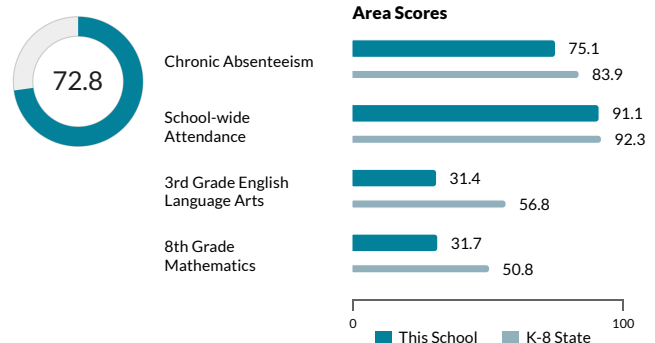 Area Scores
72.8
Chronic Absenteeism
75.1
83.9
School-wide
Attendance
91.1
92.3
3rd Grade English
Language Arts
31.4
56.8
8th Grade
Mathematics
31.7
50.8
0
100
This School
K-8 State